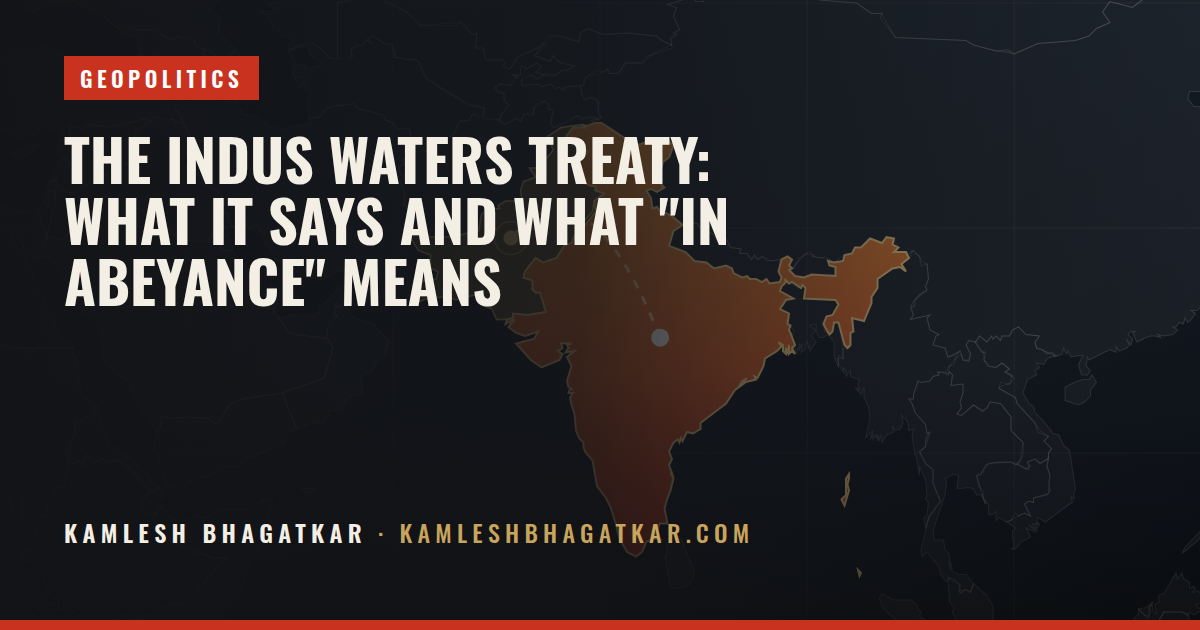 GEOPOLITICS
THE INDUS WATERS TREATY:
WHAT IT SAYS AND WHAT "IN
ABEYANCE" MEANS
KAMLESH BHAGATKAR · KAMLESHBHAGATKAR.COM